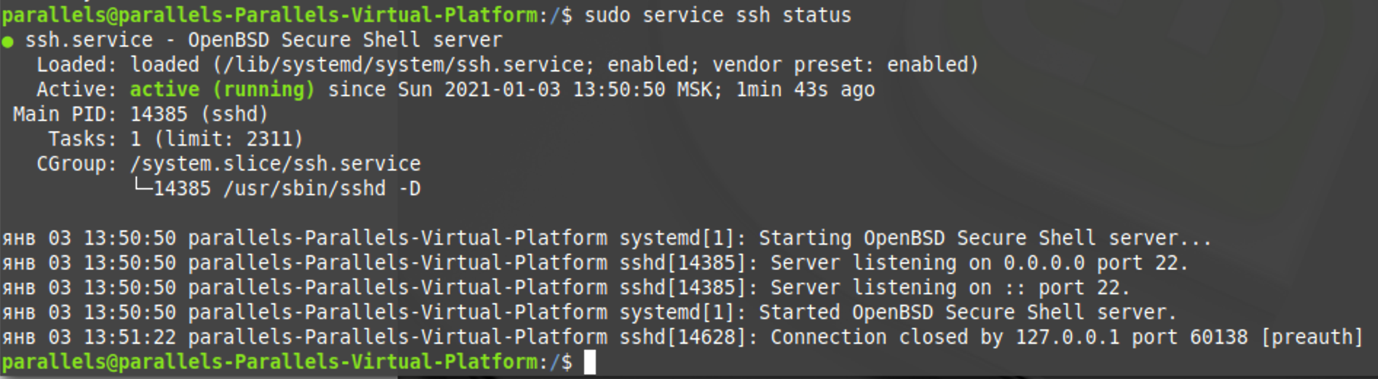 parallels@parallels-Parallels-Virtual-Platform:/$ sudo service ssh status
● ssh.service - OpenBSD Secure Shell server
   Loaded: loaded (/lib/systemd/system/ssh.service; enabled; vendor preset: enabled)
   Active: active (running) since Sun 2021-01-03 13:50:50 MSK; 1min 43s ago
 Main PID: 14385 (sshd)
    Tasks: 1 (limit: 2311)
   CGroup: /system.slice/ssh.service
           └─14385 /usr/sbin/sshd -D

янв 03 13:50:50 parallels-Parallels-Virtual-Platform systemd[1]: Starting OpenBSD Secure Shell server...
янв 03 13:50:50 parallels-Parallels-Virtual-Platform sshd[14385]: Server listening on 0.0.0.0 port 22.
янв 03 13:50:50 parallels-Parallels-Virtual-Platform sshd[14385]: Server listening on :: port 22.
янв 03 13:50:50 parallels-Parallels-Virtual-Platform systemd[1]: Started OpenBSD Secure Shell server.
янв 03 13:51:22 parallels-Parallels-Virtual-Platform sshd[14628]: Connection closed by 127.0.0.1 port 60138 [preauth]
parallels@parallels-Parallels-Virtual-Platform:/$